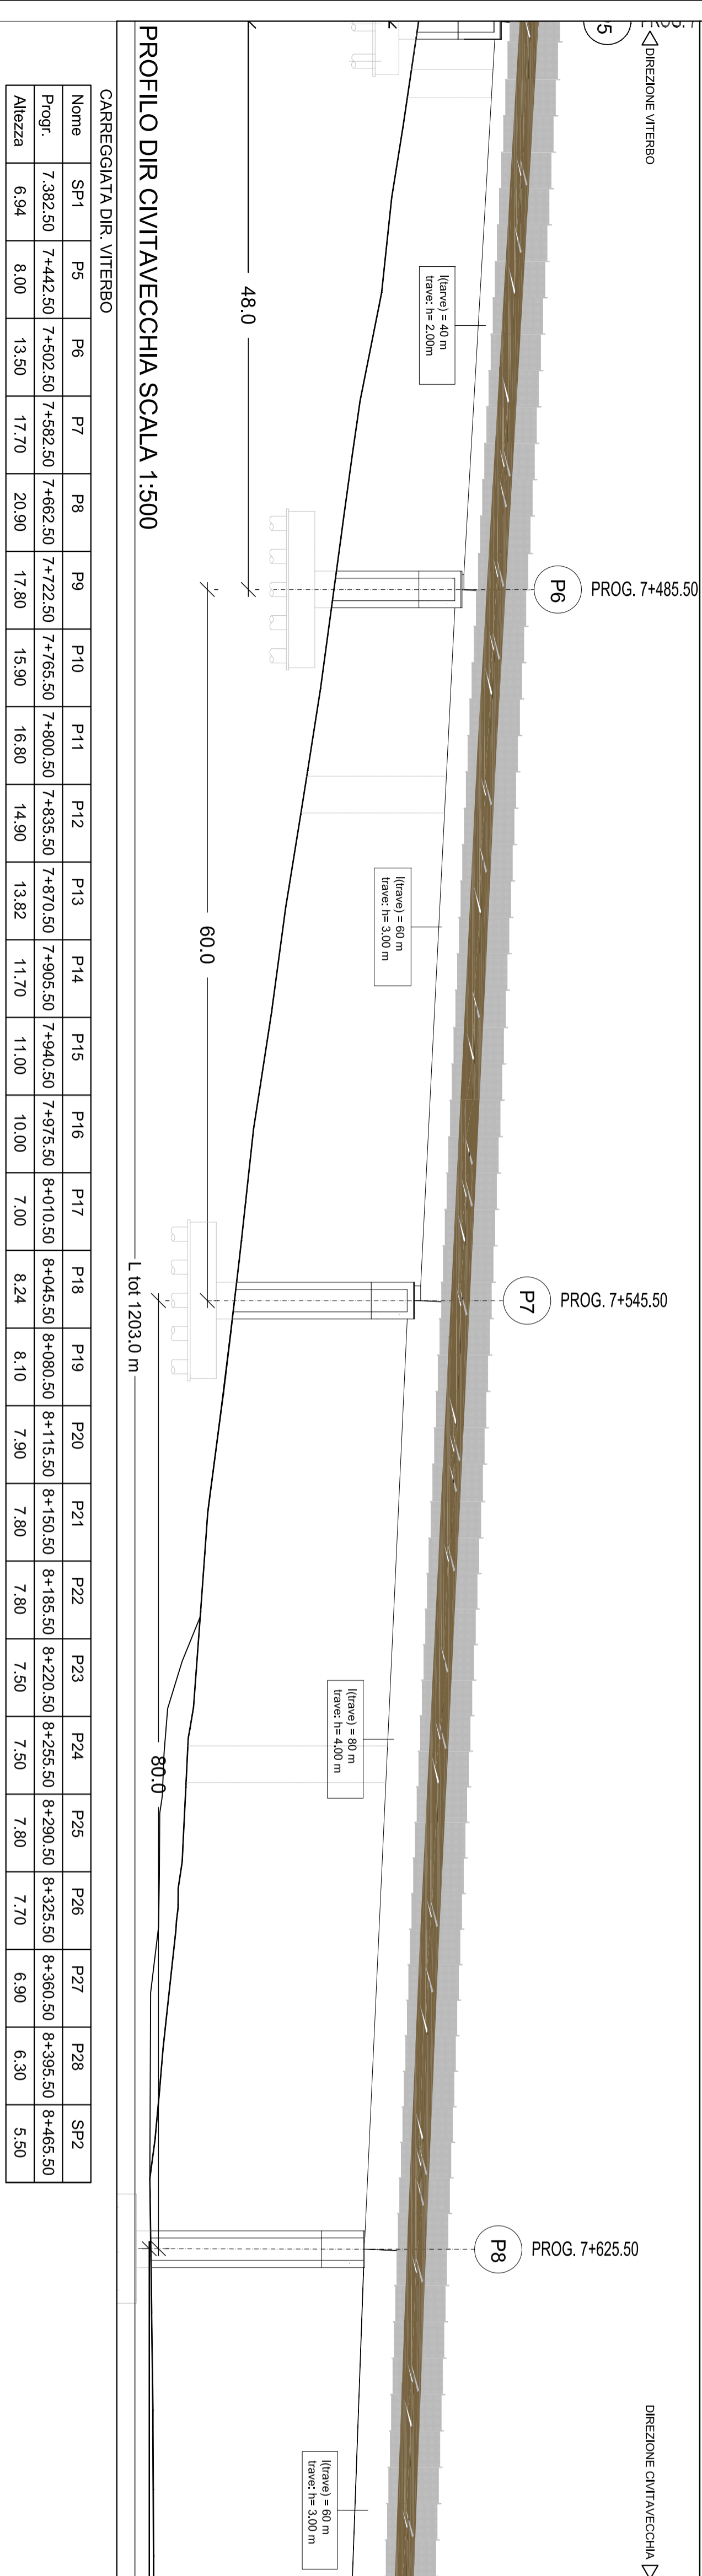 DIREZIONE VITERBO
DIREZIONE CIVITAVECCHIA
PROG. 7+485.50
P6
PROG. 7+545.50
P7
PROG. 7+625.50
P8
l(tarve) = 40 m
trave: h= 2.00m
l(trave) = 60 m
trave: h= 3.00 m
l(trave) = 80 m
trave: h= 4.00 m
l(trave) = 60 m
trave: h= 3.00 m
48.0
60.0
80.0
L tot 1203.0 m
PROFILO DIR CIVITAVECCHIA SCALA 1:500
CARREGGIATA DIR. VITERBO
Nome SP1 P5 P6 P7 P8 P9 P10 P11 P12 P13 P14 P15 P16 P17 P18 P19 P20 P21 P22 P23 P24 P25 P26 P27 P28 SP2
Progr. 7.382.50 7+442.50 7+502.50 7+582.50 7+662.50 7+722.50 7+765.50 7+800.50 7+835.50 7+870.50 7+905.50 7+940.50 7+975.50 8+010.50 8+045.50 8+080.50 8+115.50 8+150.50 8+185.50 8+220.50 8+255.50 8+290.50 8+325.50 8+360.50 8+395.50 8+465.50
Altezza 6.94 8.00 13.50 17.70 20.90 17.80 15.90 16.80 14.90 13.82 11.70 11.00 10.00 7.00 8.24 8.10 7.90 7.80 7.80 7.50 7.50 7.80 7.70 6.90 6.30 5.50